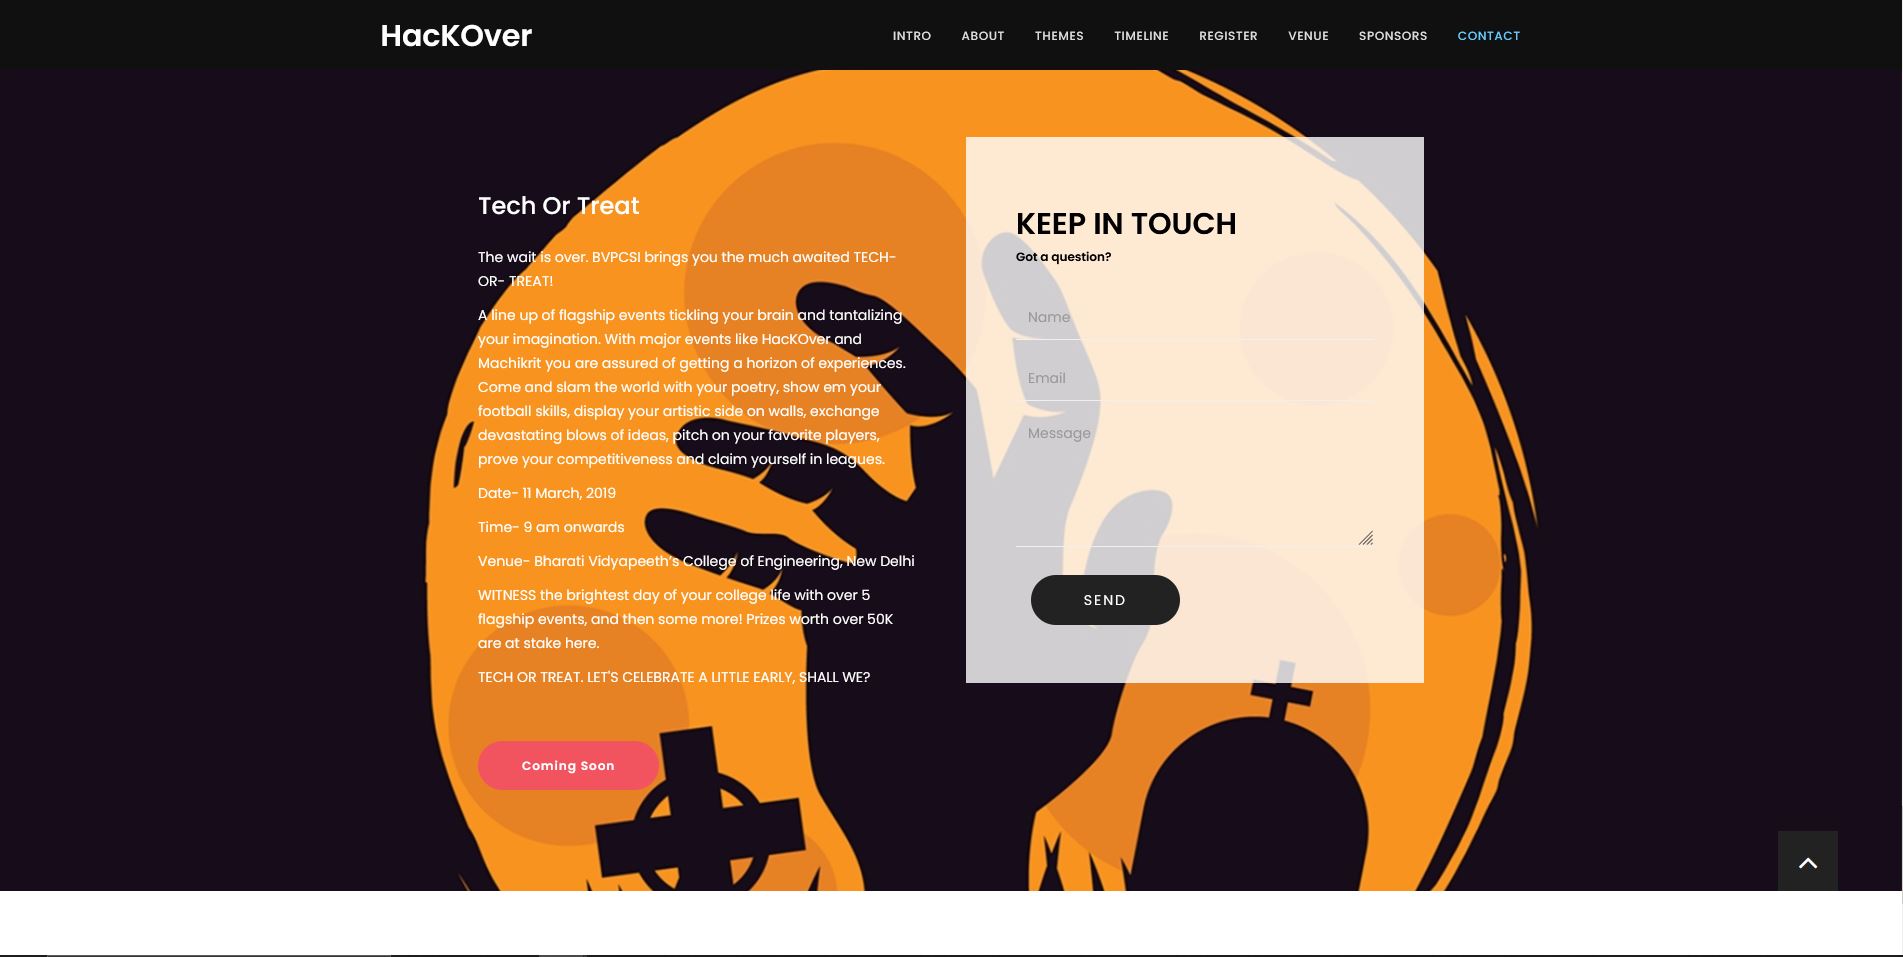 HacKOver
INTRO ABOUT THEMES TIMELINE REGISTER VENUE SPONSORS CONTACT
Tech Or Treat
The wait is over. BVPCSI brings you the much awaited TECH-
OR- TREAT!
A line up of flagship events tickling your brain and tantalizing
your imagination. With major events like HacKOver and
Machikrit you are assured of getting a horizon of experiences.
Come and slam the world with your poetry, show em your
football skills, display your artistic side on walls, exchange
devastating blows of ideas, pitch on your favorite players,
prove your competitiveness and claim yourself in leagues.
Date- 11 March, 2019
Time- 9 am onwards
Venue- Bharati Vidyapeeth's College of Engineering, New Delhi
WITNESS the brightest day of your college life with over 5
flagship events, and then some more! Prizes worth over 50K
are at stake here.
TECH OR TREAT. LET'S CELEBRATE A LITTLE EARLY, SHALL WE?
Coming Soon
KEEP IN TOUCH
Got a question?
Name
Email
Message
SEND